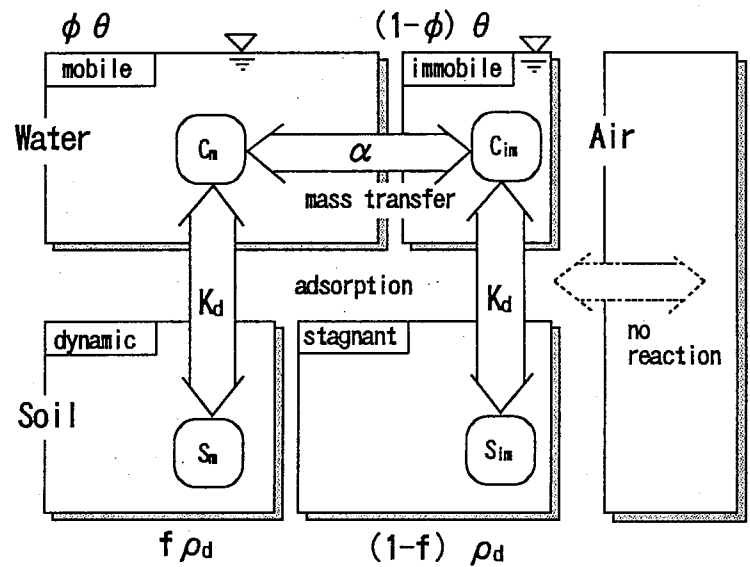 φ θ
(1-φ) θ
mobile
immobile
Water
Air
Cm
α
Cim
mass transfer
Kd
adsorption
Kd
no
reaction
dynamic
stagnant
Soil
Sm
Sim
f ρd
(1-f) ρd